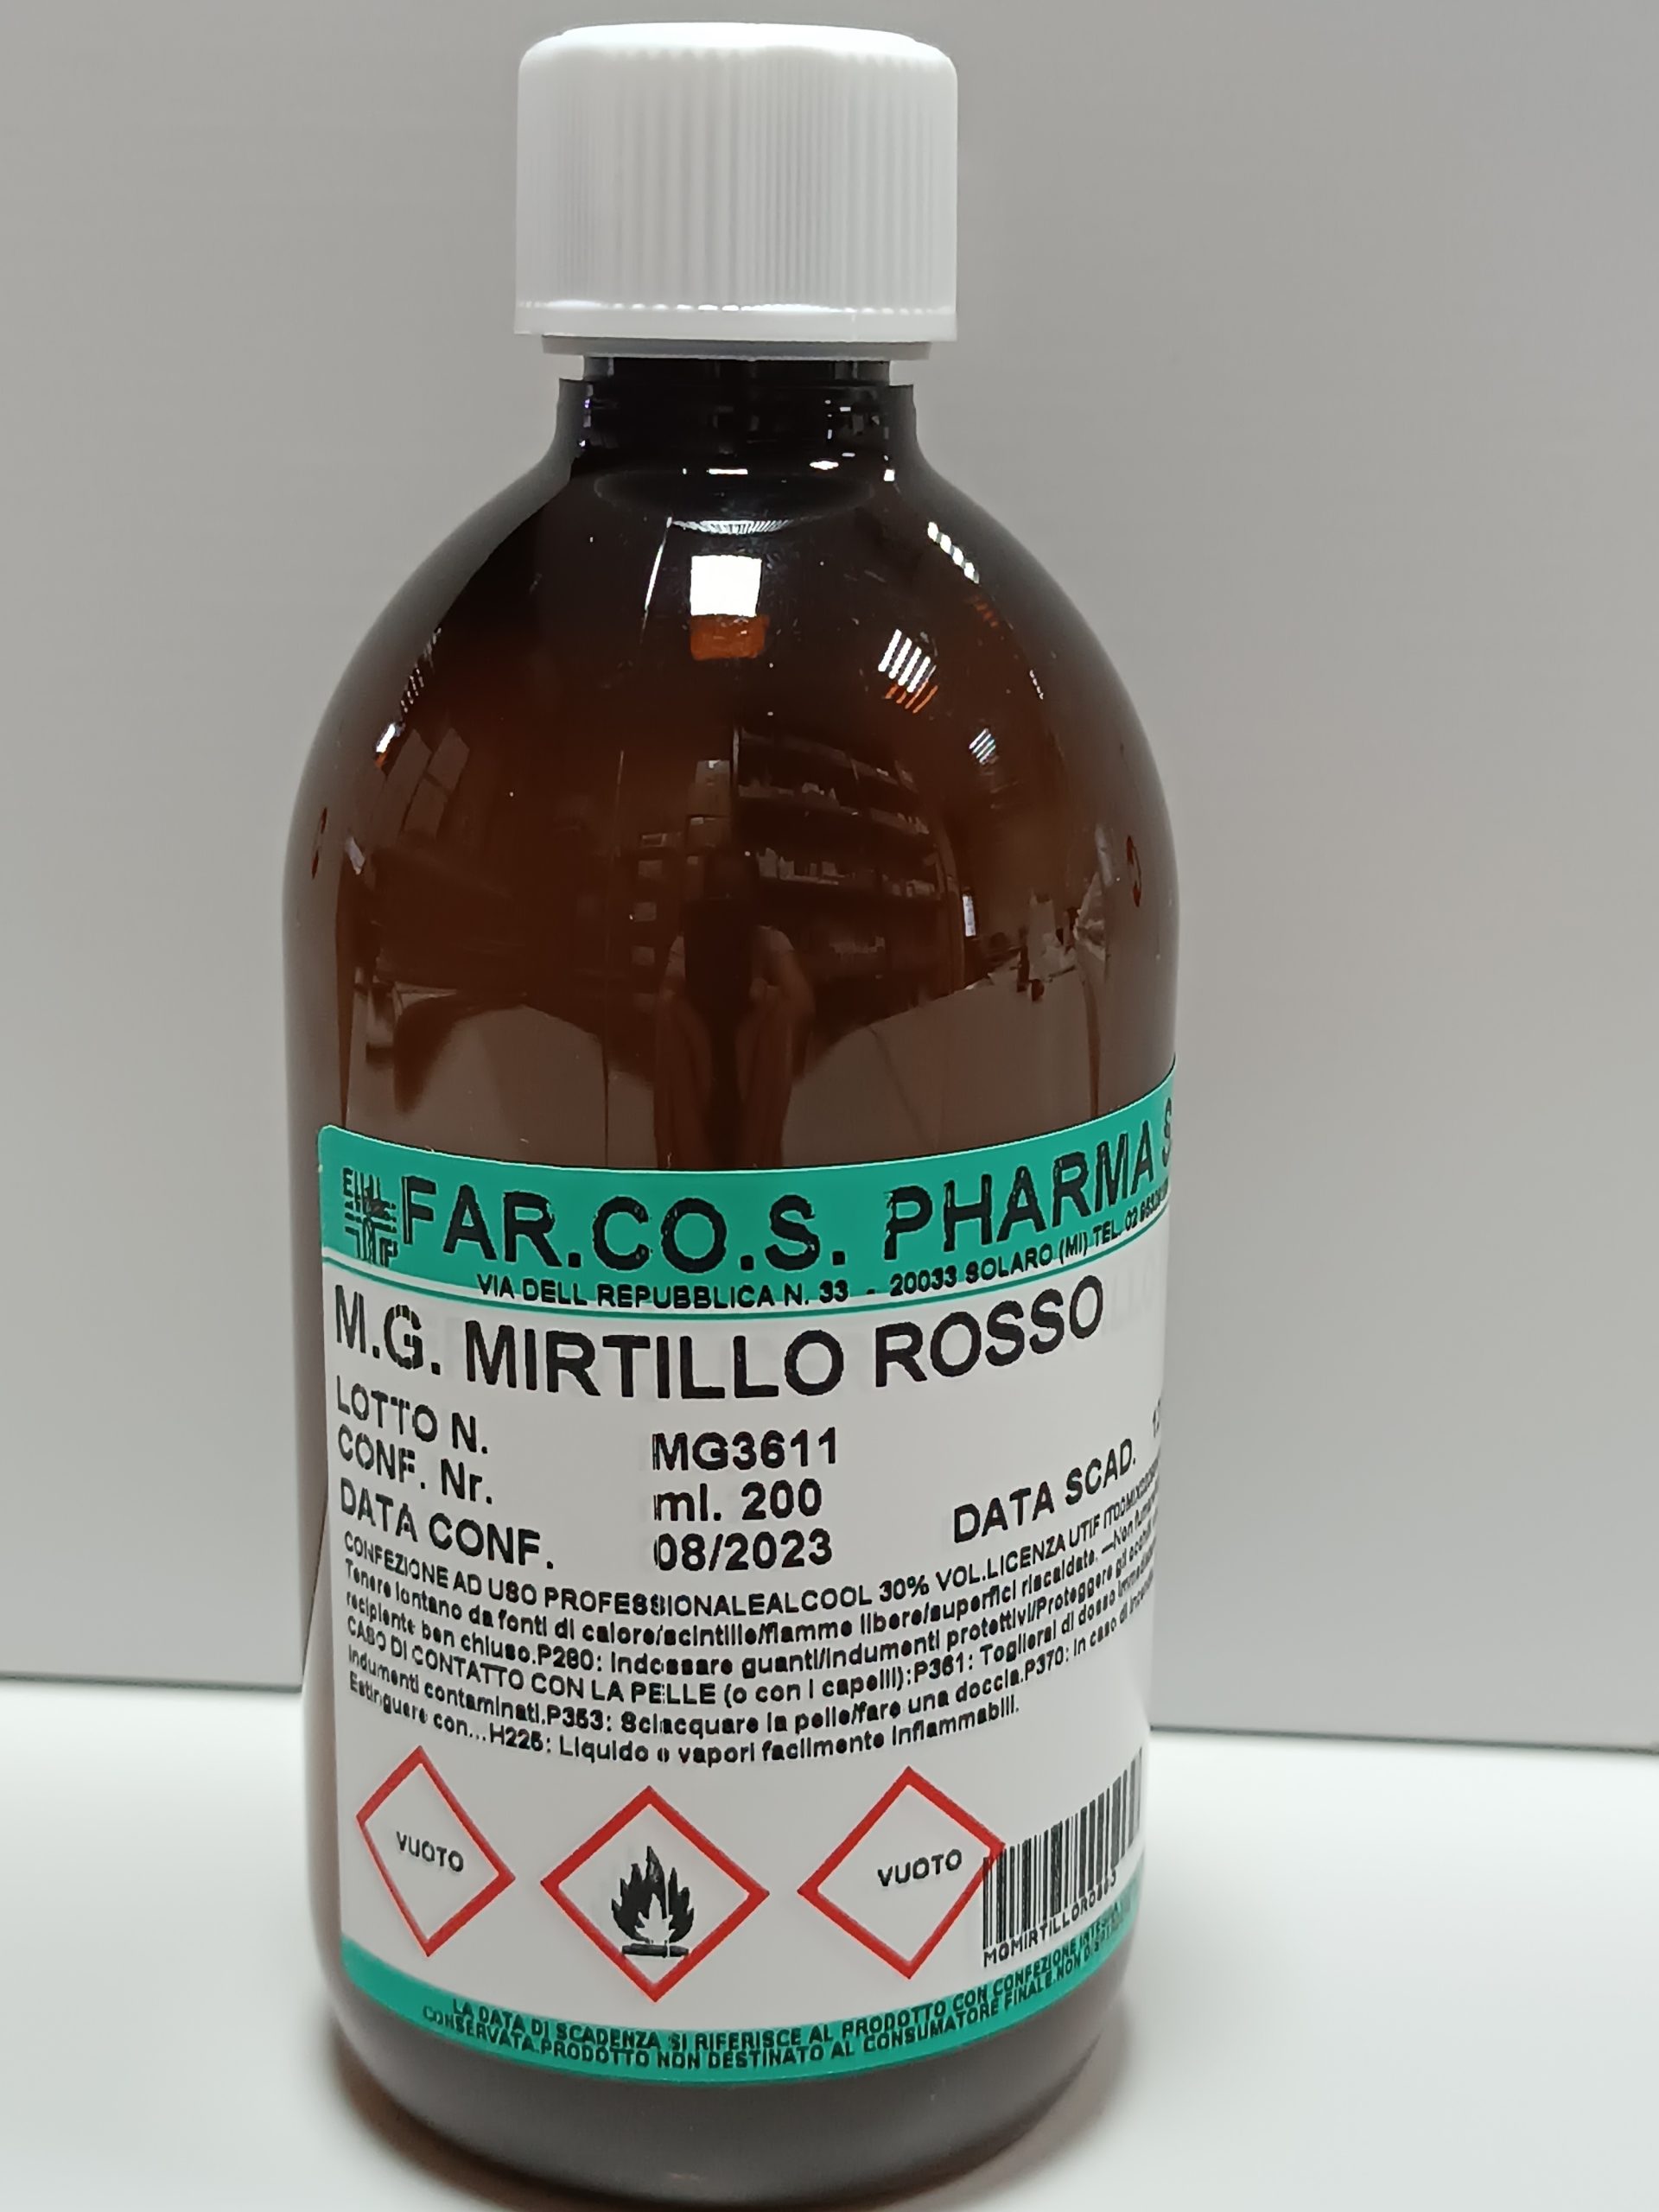 FAR.CO.S. PHARMA
VIA DELL REPUBBLICA N. 33 - 20033 SOLARO (MI) TEL. 02
M.G. MIRTILLO ROSSO
LOTTO N. MG3611
CONF. Nr. ml. 200
DATA CONF. 08/2023 DATA SCAD.
CONFEZIONE AD USO PROFESSIONALEALCOOL 30% VOL.LICENZA UTIF
Tenere lontano da fonti di calore/scintille/fiamme libere/superfici riscaldate. —Non fumare
recipiente ben chiuso.P280: Indossare guanti/indumenti protettivi/Proteggere gli occhi
CASO DI CONTATTO CON LA PELLE (o con i capelli):P361: Togliersi di dosso
indumenti contaminati.P353: Sciacquare la pelle/fare una doccia.P370: In caso di
Estinguere con...H225: Liquido e vapori facilmente infiammabili.
VUOTO
VUOTO
LA DATA DI SCADENZA SI RIFERISCE AL PRODOTTO CON CONFEZIONE
CONSERVATA.PRODOTTO NON DESTINATO AL CONSUMATORE FINALE.NON